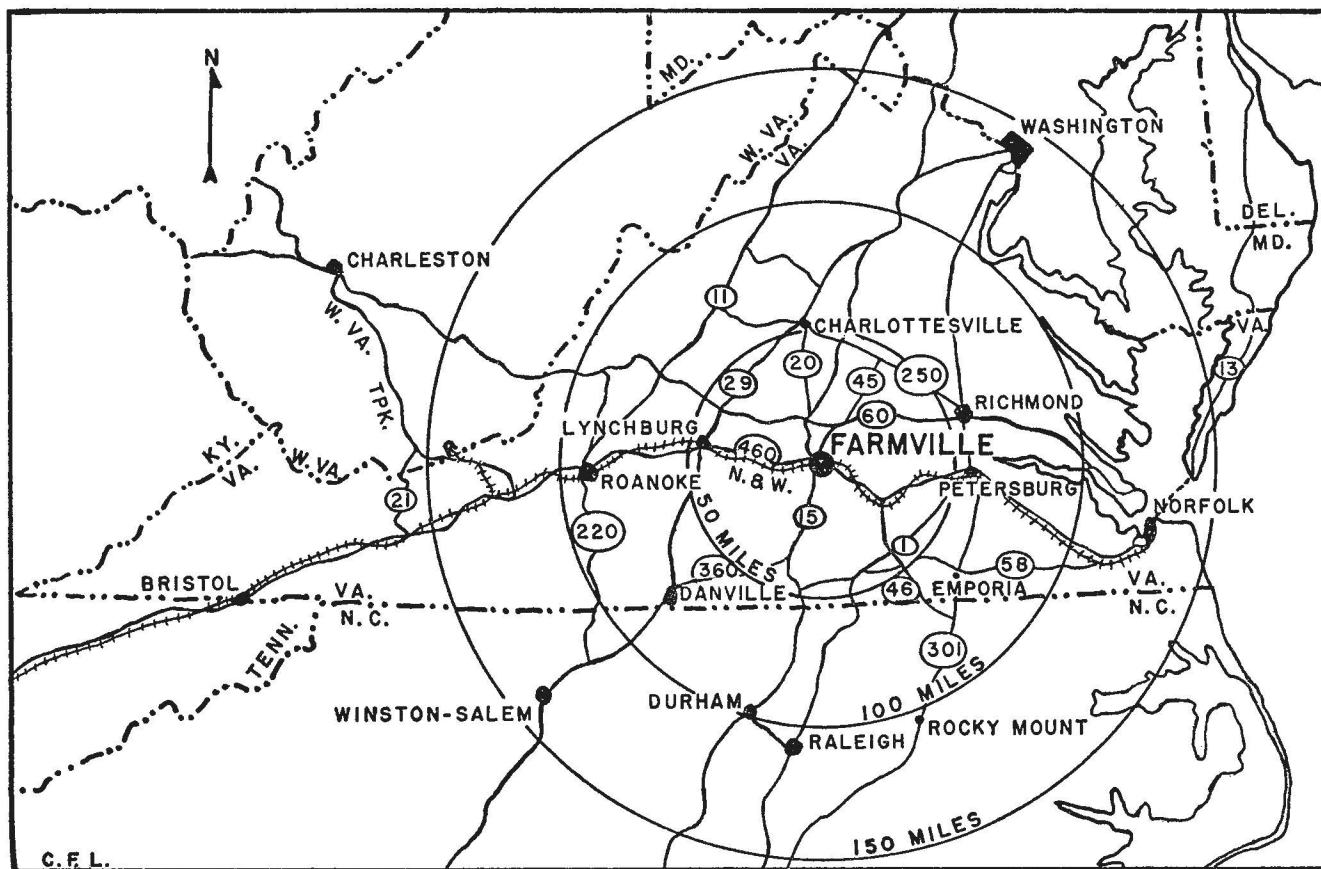 N
MD.
W. VA.
VA.
WASHINGTON
DEL.
MD.
CHARLESTON
W. VA.
TPK.
11
CHARLOTTESVILLE
VA.
13
20
45
250
29
60
RICHMOND
LYNCHBURG
FARMVILLE
460
N. & W.
KY.
VA.
W. VA.
ROANOKE
PETERSBURG
21
50 MILES
15
NORFOLK
220
1
58
360
BRISTOL
VA.
N.C.
DANVILLE
46
EMPORIA
VA.
N.C.
TENN.
301
100 MILES
WINSTON-SALEM
DURHAM
RALEIGH
ROCKY MOUNT
150 MILES
C. F. L.